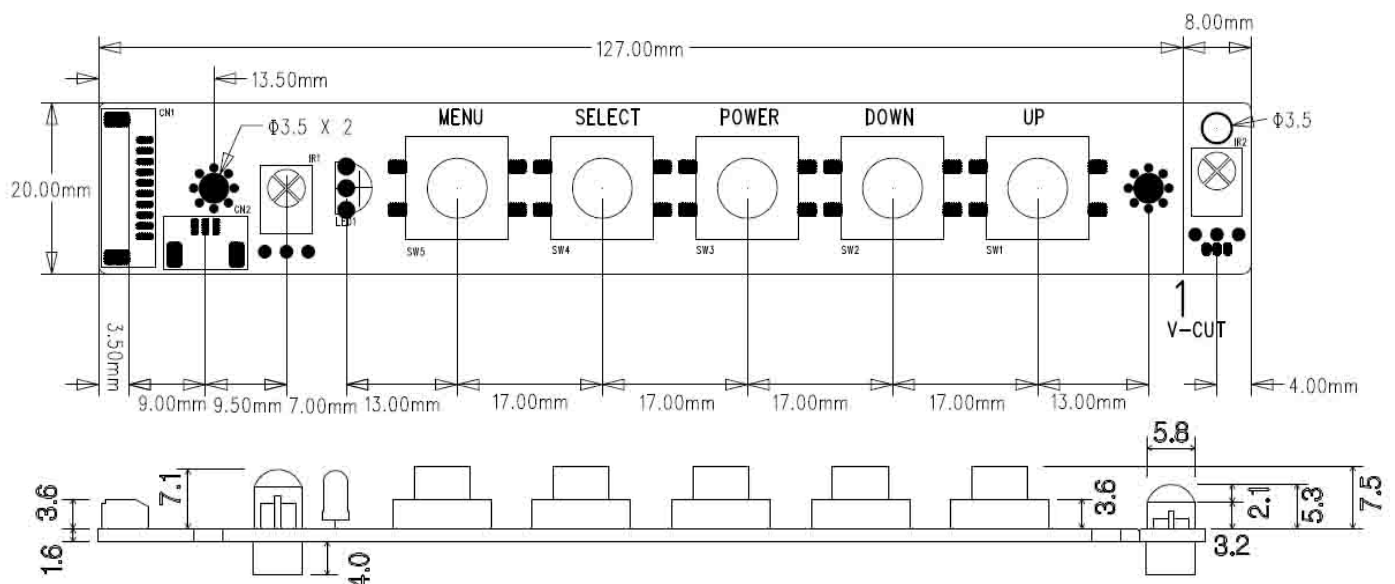 8.00mm
127.00mm
13.50mm
CN1
Φ3.5 X 2
MENU
SELECT
POWER
DOWN
UP
Φ3.5
IR1
IR2
20.00mm
CN2
LED1
SW5
SW4
SW3
SW2
SW1
1
V-CUT
3.50mm
9.00mm
9.50mm
7.00mm
13.00mm
17.00mm
17.00mm
17.00mm
17.00mm
13.00mm
4.00mm
5.8
7.1
3.6
3.6
2.1
5.3
7.5
1.6
4.0
3.2